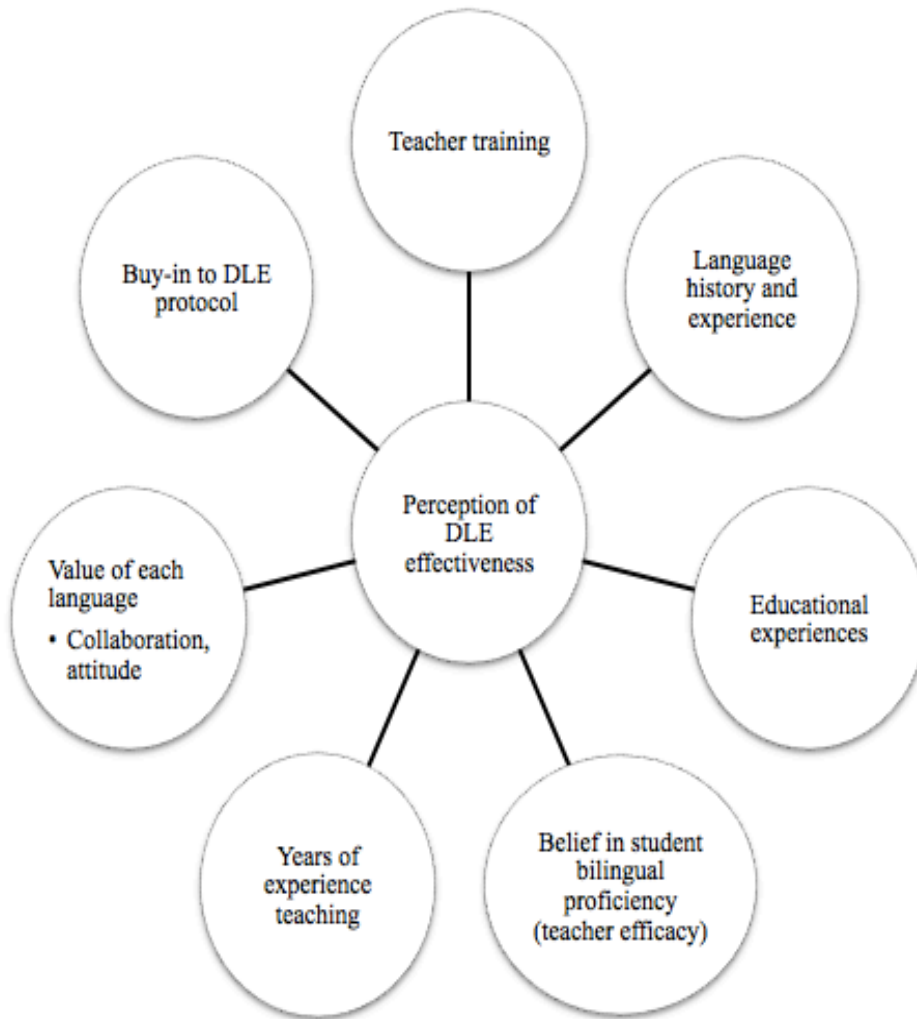 Teacher training
Buy-in to DLE
protocol
Language
history and
experience
Perception of
DLE
effectiveness
Value of each
language
• Collaboration,
attitude
Educational
experiences
Years of
experience
teaching
Belief in student
bilingual
proficiency
(teacher efficacy)